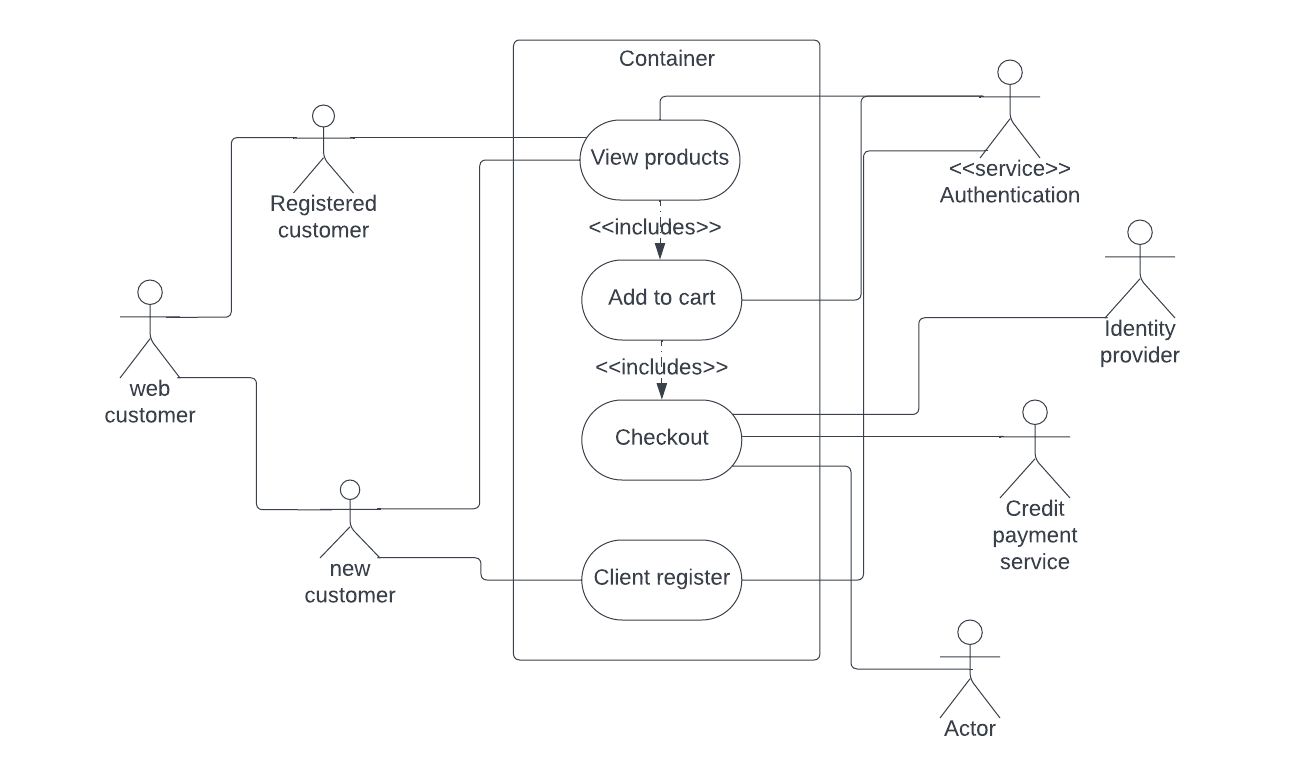 Container
View products
<<includes>>
Add to cart
<<includes>>
Checkout
Client register
Registered
customer
web
customer
new
customer
<<service>>
Authentication
Identity
provider
Credit
payment
service
Actor